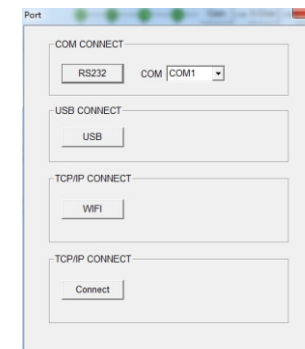 Port
COM CONNECT
RS232 COM COM1
USB CONNECT
USB
TCP/IP CONNECT
WIFI
TCP/IP CONNECT
Connect